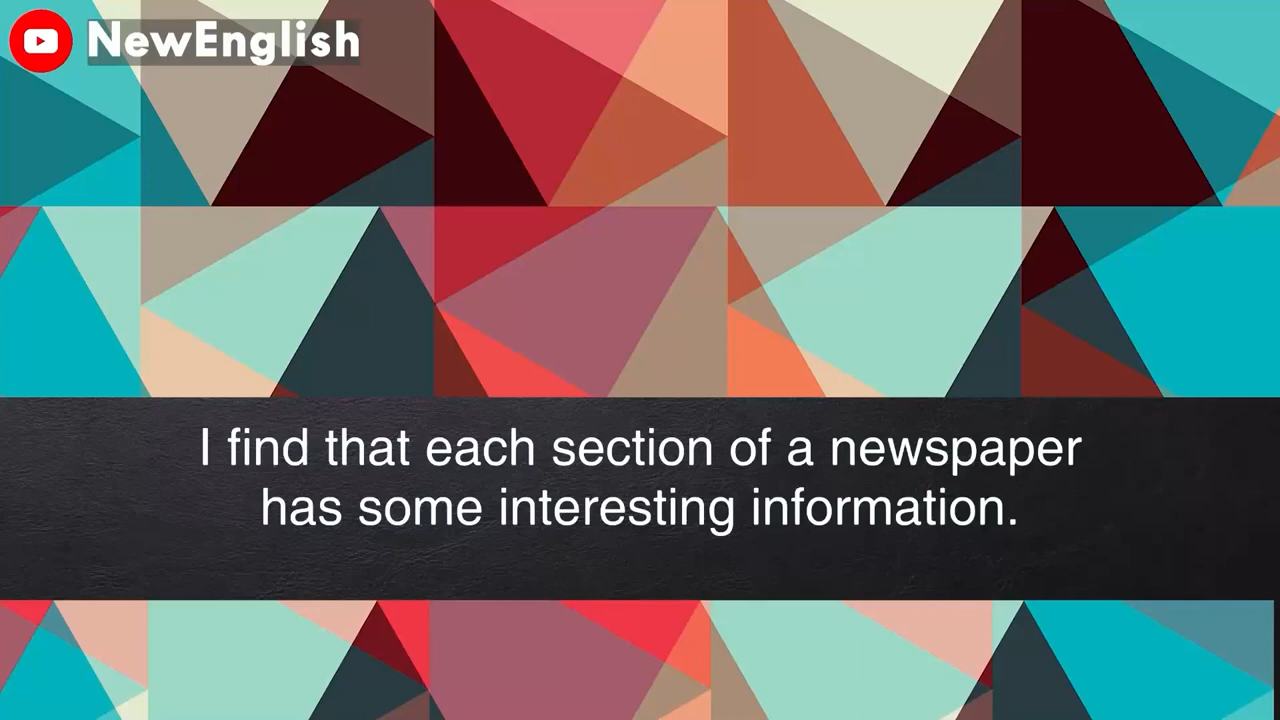 NewEnglish
I find that each section of a newspaper
has some interesting information.